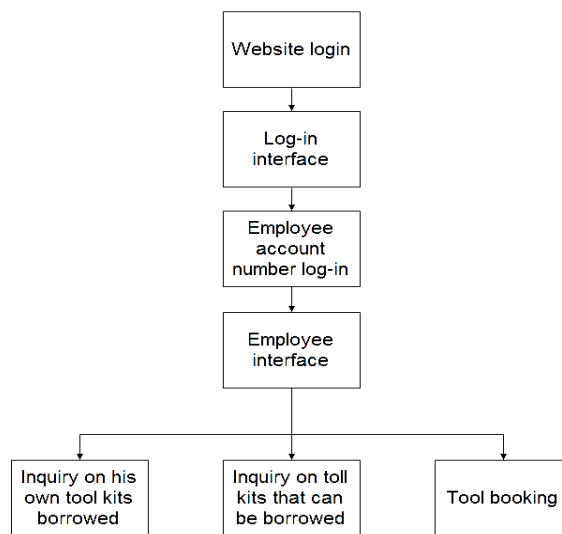 Website login
Log-in
interface
Employee
account
number log-in
Employee
interface
Inquiry on his
own tool kits
borrowed
Inquiry on toll
kits that can
be borrowed
Tool booking